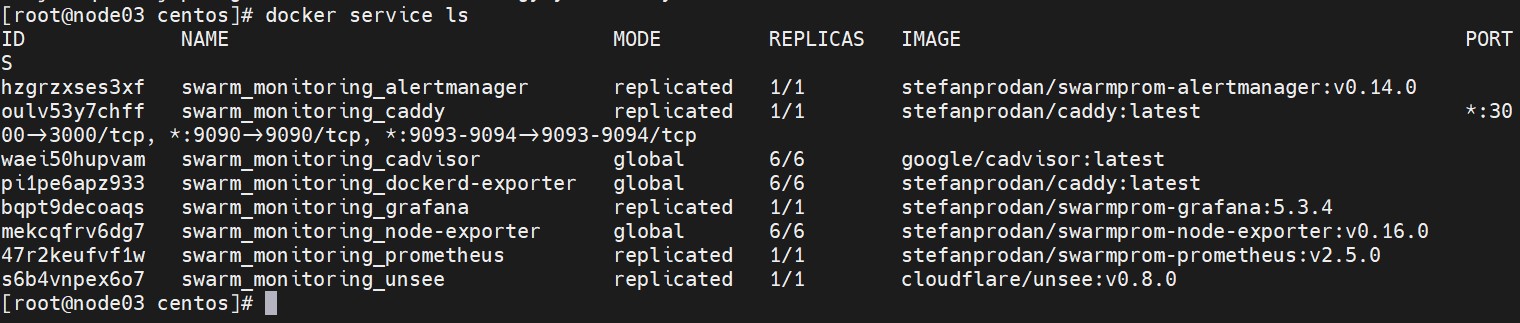 [root@node03 centos]# docker service ls
ID             NAME                                MODE         REPLICAS   IMAGE                                          PORT
S
hzgrzxses3xf   swarm_monitoring_alertmanager       replicated   1/1        stefanprodan/swarmprom-alertmanager:v0.14.0
oulv53y7chff   swarm_monitoring_caddy              replicated   1/1        stefanprodan/caddy:latest                      *:30
00->3000/tcp, *:9090->9090/tcp, *:9093-9094->9093-9094/tcp
waei50hupvam   swarm_monitoring_cadvisor           global       6/6        google/cadvisor:latest
pi1pe6apz933   swarm_monitoring_dockerd-exporter   global       6/6        stefanprodan/caddy:latest
bqpt9decoaqs   swarm_monitoring_grafana            replicated   1/1        stefanprodan/swarmprom-grafana:5.3.4
mekcqfrv6dg7   swarm_monitoring_node-exporter      global       6/6        stefanprodan/swarmprom-node-exporter:v0.16.0
47r2keufvf1w   swarm_monitoring_prometheus         replicated   1/1        stefanprodan/swarmprom-prometheus:v2.5.0
s6b4vnpex6o7   swarm_monitoring_unsee              replicated   1/1        cloudflare/unsee:v0.8.0
[root@node03 centos]#